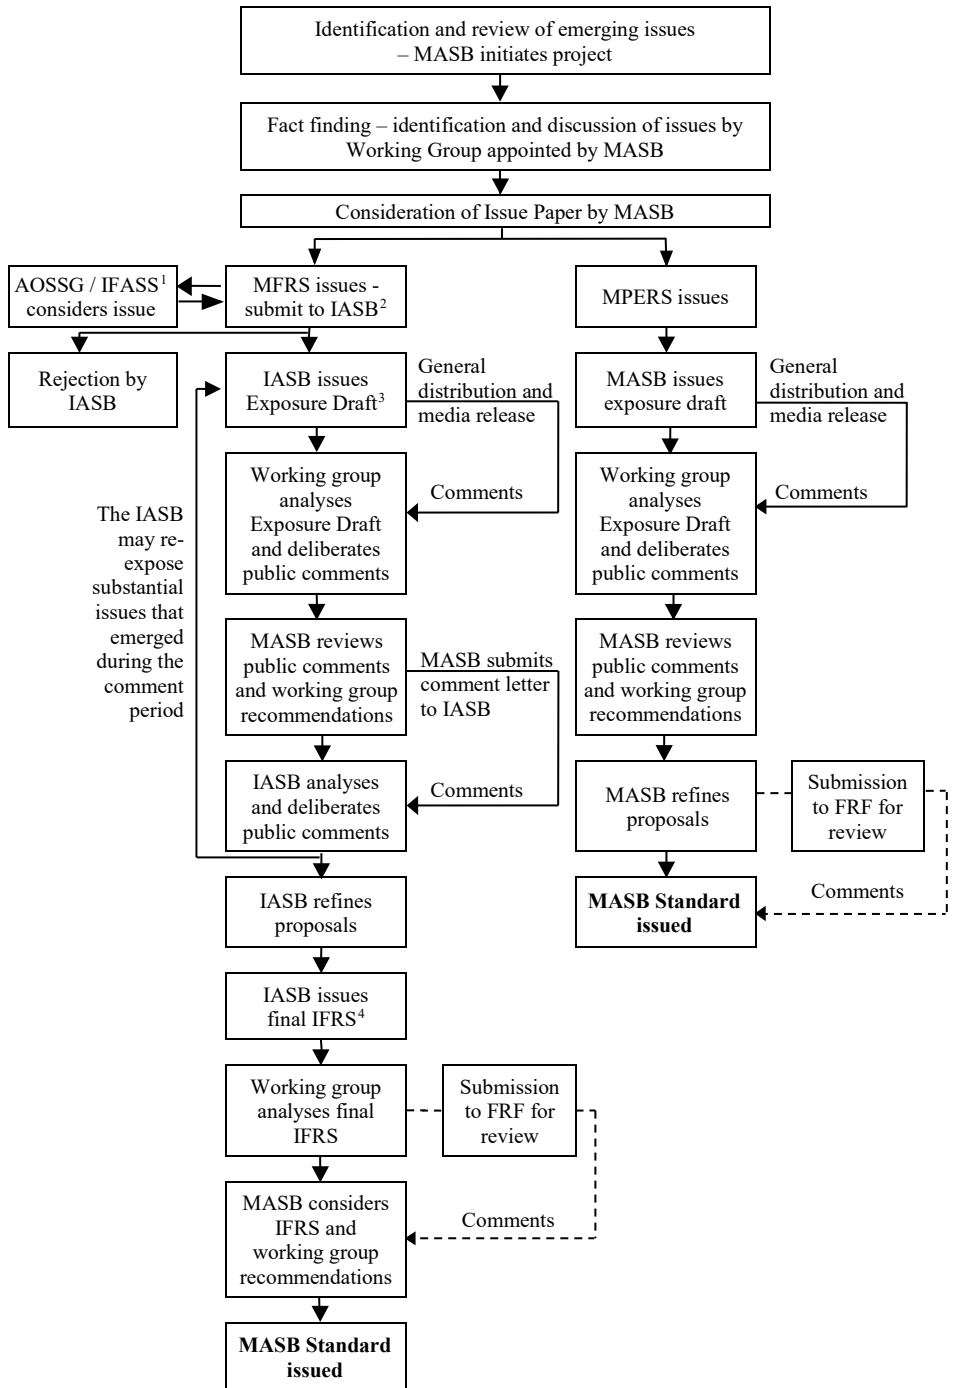 Identification and review of emerging issues
– MASB initiates project
Fact finding – identification and discussion of issues by
Working Group appointed by MASB
Consideration of Issue Paper by MASB
AOSSG / IFASS1
considers issue
MFRS issues -
submit to IASB2
MPERS issues
Rejection by
IASB
IASB issues
Exposure Draft3
General
distribution and
media release
MASB issues
exposure draft
General
distribution and
media release
Working group
analyses
Exposure Draft
and deliberates
public comments
Comments
Working group
analyses
Exposure Draft
and deliberates
public comments
Comments
The IASB
may re-
expose
substantial
issues that
emerged
during the
comment
period
MASB reviews
public comments
and working group
recommendations
MASB submits
comment letter
to IASB
MASB reviews
public comments
and working group
recommendations
IASB analyses
and deliberates
public comments
Comments
MASB refines
proposals
Submission
to FRF for
review
IASB refines
proposals
MASB Standard
issued
Comments
IASB issues
final IFRS4
Working group
analyses final
IFRS
Submission
to FRF for
review
MASB considers
IFRS and
working group
recommendations
Comments
MASB Standard
issued